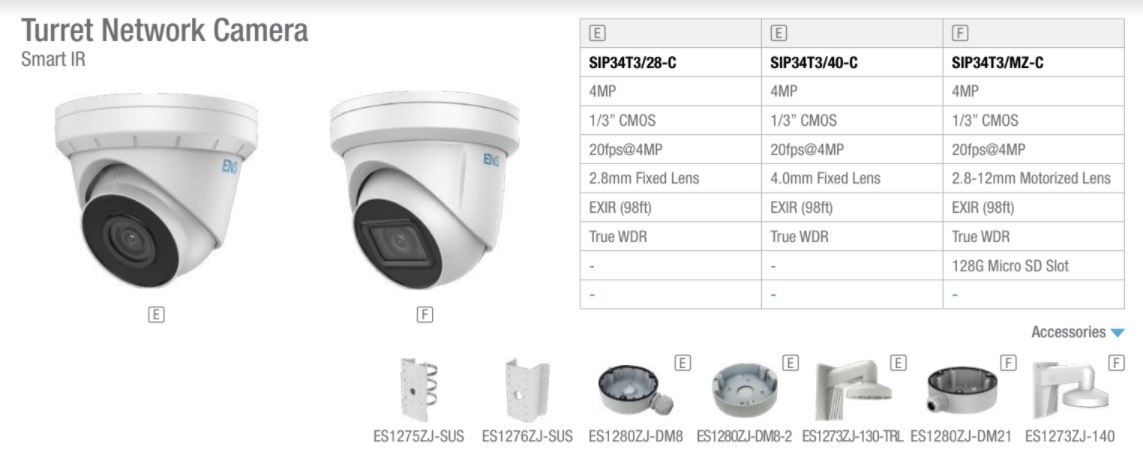 Turret Network Camera
Smart IR
ENS
ENS
E
F
E E F
SIP34T3/28-C SIP34T3/40-C SIP34T3/MZ-C
4MP 4MP 4MP
1/3” CMOS 1/3” CMOS 1/3” CMOS
20fps@4MP 20fps@4MP 20fps@4MP
2.8mm Fixed Lens 4.0mm Fixed Lens 2.8-12mm Motorized Lens
EXIR (98ft) EXIR (98ft) EXIR (98ft)
True WDR True WDR True WDR
- - 128G Micro SD Slot
- - -
Accessories
E E E F F
ES1275ZJ-SUS ES1276ZJ-SUS ES1280ZJ-DM8 ES1280ZJ-DM8-2 ES1273ZJ-130-TRL ES1280ZJ-DM21 ES1273ZJ-140